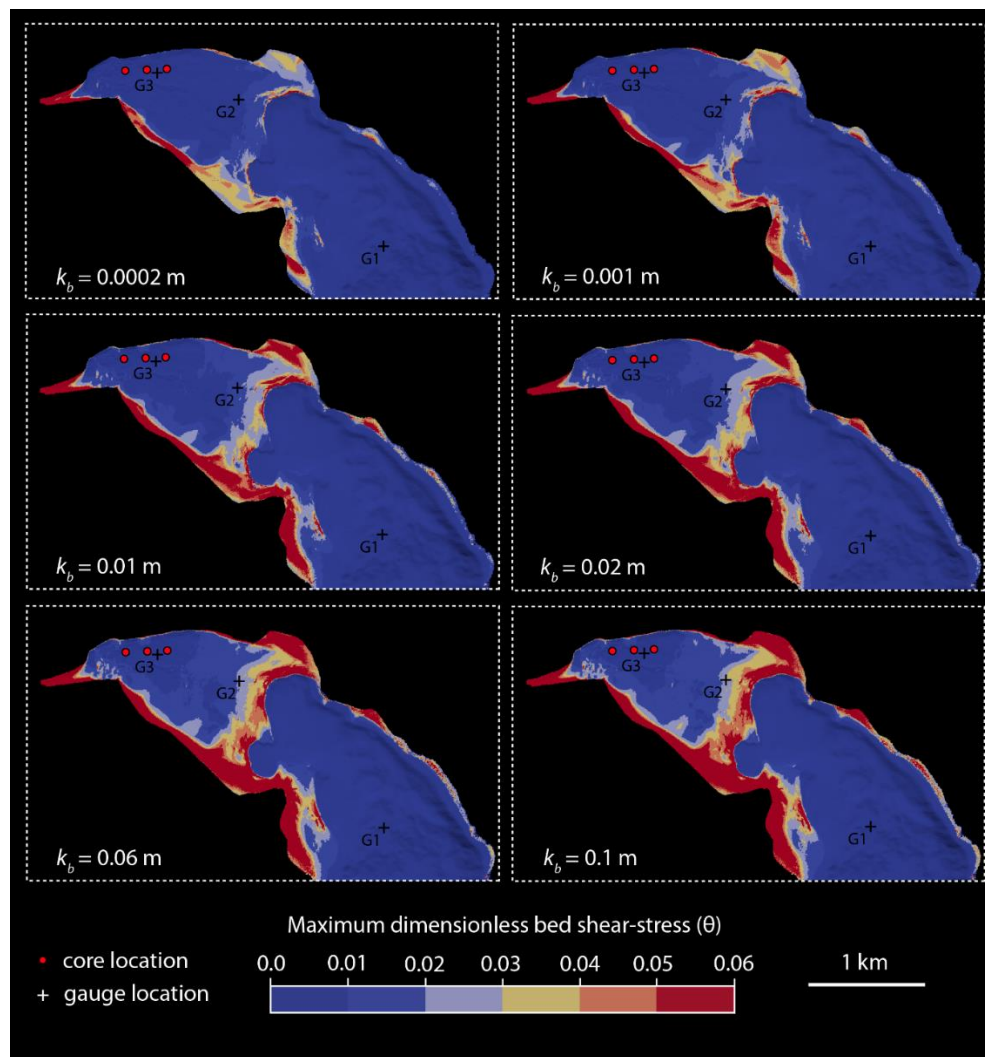 G3
G2
G1
k_b = 0.0002 m
G3
G2
G1
k_b = 0.001 m
G3
G2
G1
k_b = 0.01 m
G3
G2
G1
k_b = 0.02 m
G3
G2
G1
k_b = 0.06 m
G3
G2
G1
k_b = 0.1 m
Maximum dimensionless bed shear-stress (θ)
core location
gauge location
0.0 0.01 0.02 0.03 0.04 0.05 0.06
1 km